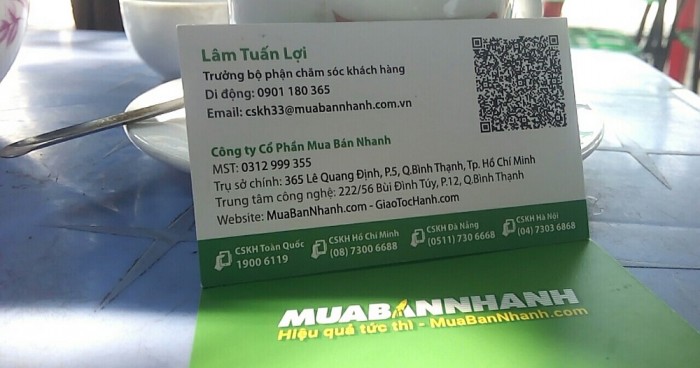 Lâm Tuấn Lợi
Trưởng bộ phận chăm sóc khách hàng
Di động: 0901 180 365
Email: cskh33@muabannhanh.com.vn
Công ty Cổ Phần Mua Bán Nhanh
MST: 0312 999 355
Trụ sở chính: 365 Lê Quang Định, P.5, Q.Bình Thạnh, Tp. Hồ Chí Minh
Trung tâm công nghệ: 222/56 Bùi Đình Túy, P.12, Q.Bình Thạnh
Website: MuaBanNhanh.com - GiaoTocHanh.com
CSKH Toàn Quốc
1900 6119
CSKH Hồ Chí Minh
(08) 7300 6688
CSKH Đà Nẵng
(0511) 730 6668
CSKH Hà Nội
(04) 7303 6868
MUABANNHANH
Hiệu quả tức thì - MuaBanNhanh.com